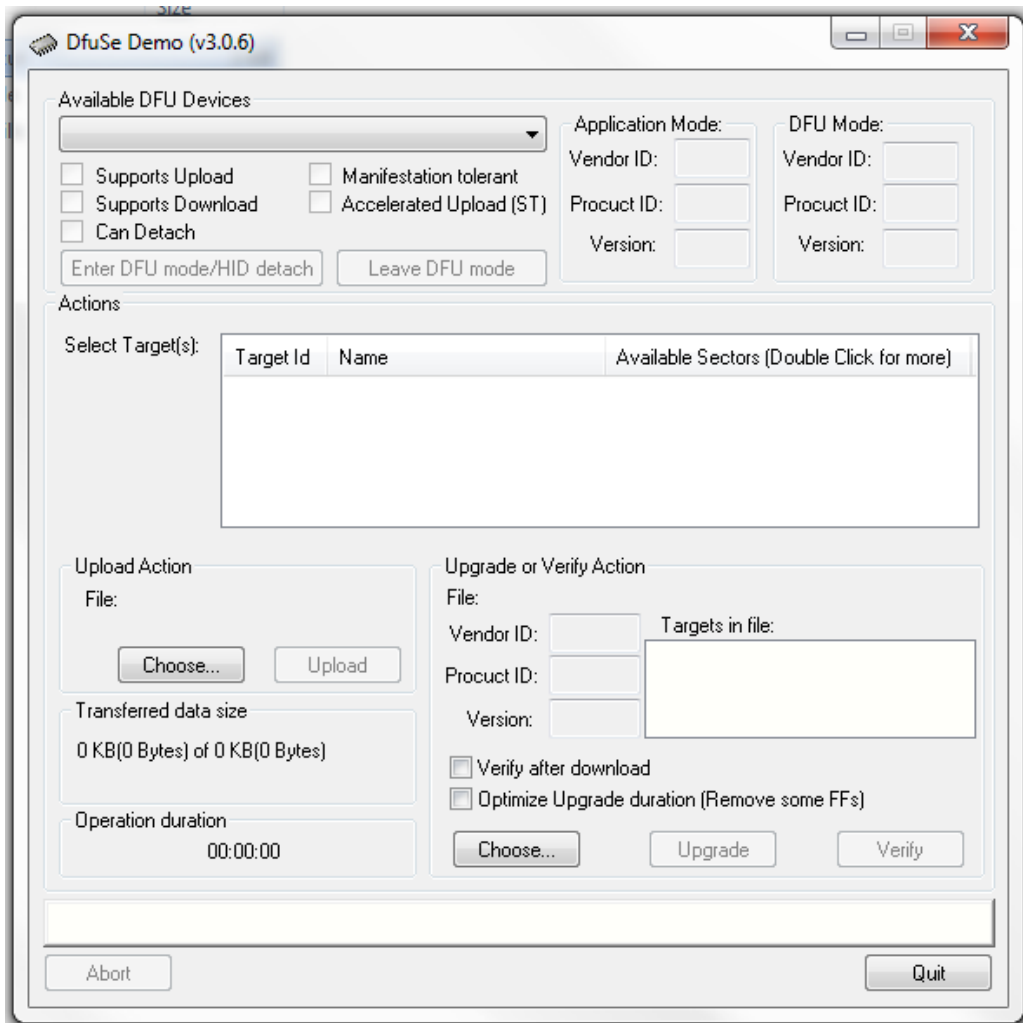 Size
DfuSe Demo (v3.0.6)
Available DFU Devices
Supports Upload
Manifestation tolerant
Supports Download
Accelerated Upload (ST)
Can Detach
Enter DFU mode/HID detach
Leave DFU mode
Application Mode:
Vendor ID:
Procuct ID:
Version:
DFU Mode:
Vendor ID:
Procuct ID:
Version:
Actions
Select Target(s):
Target Id Name Available Sectors (Double Click for more)
Upload Action
File:
Choose... Upload
Transferred data size
0 KB(0 Bytes) of 0 KB(0 Bytes)
Operation duration
00:00:00
Upgrade or Verify Action
File:
Vendor ID:
Procuct ID:
Version:
Targets in file:
Verify after download
Optimize Upgrade duration (Remove some FFs)
Choose... Upgrade Verify
Abort Quit